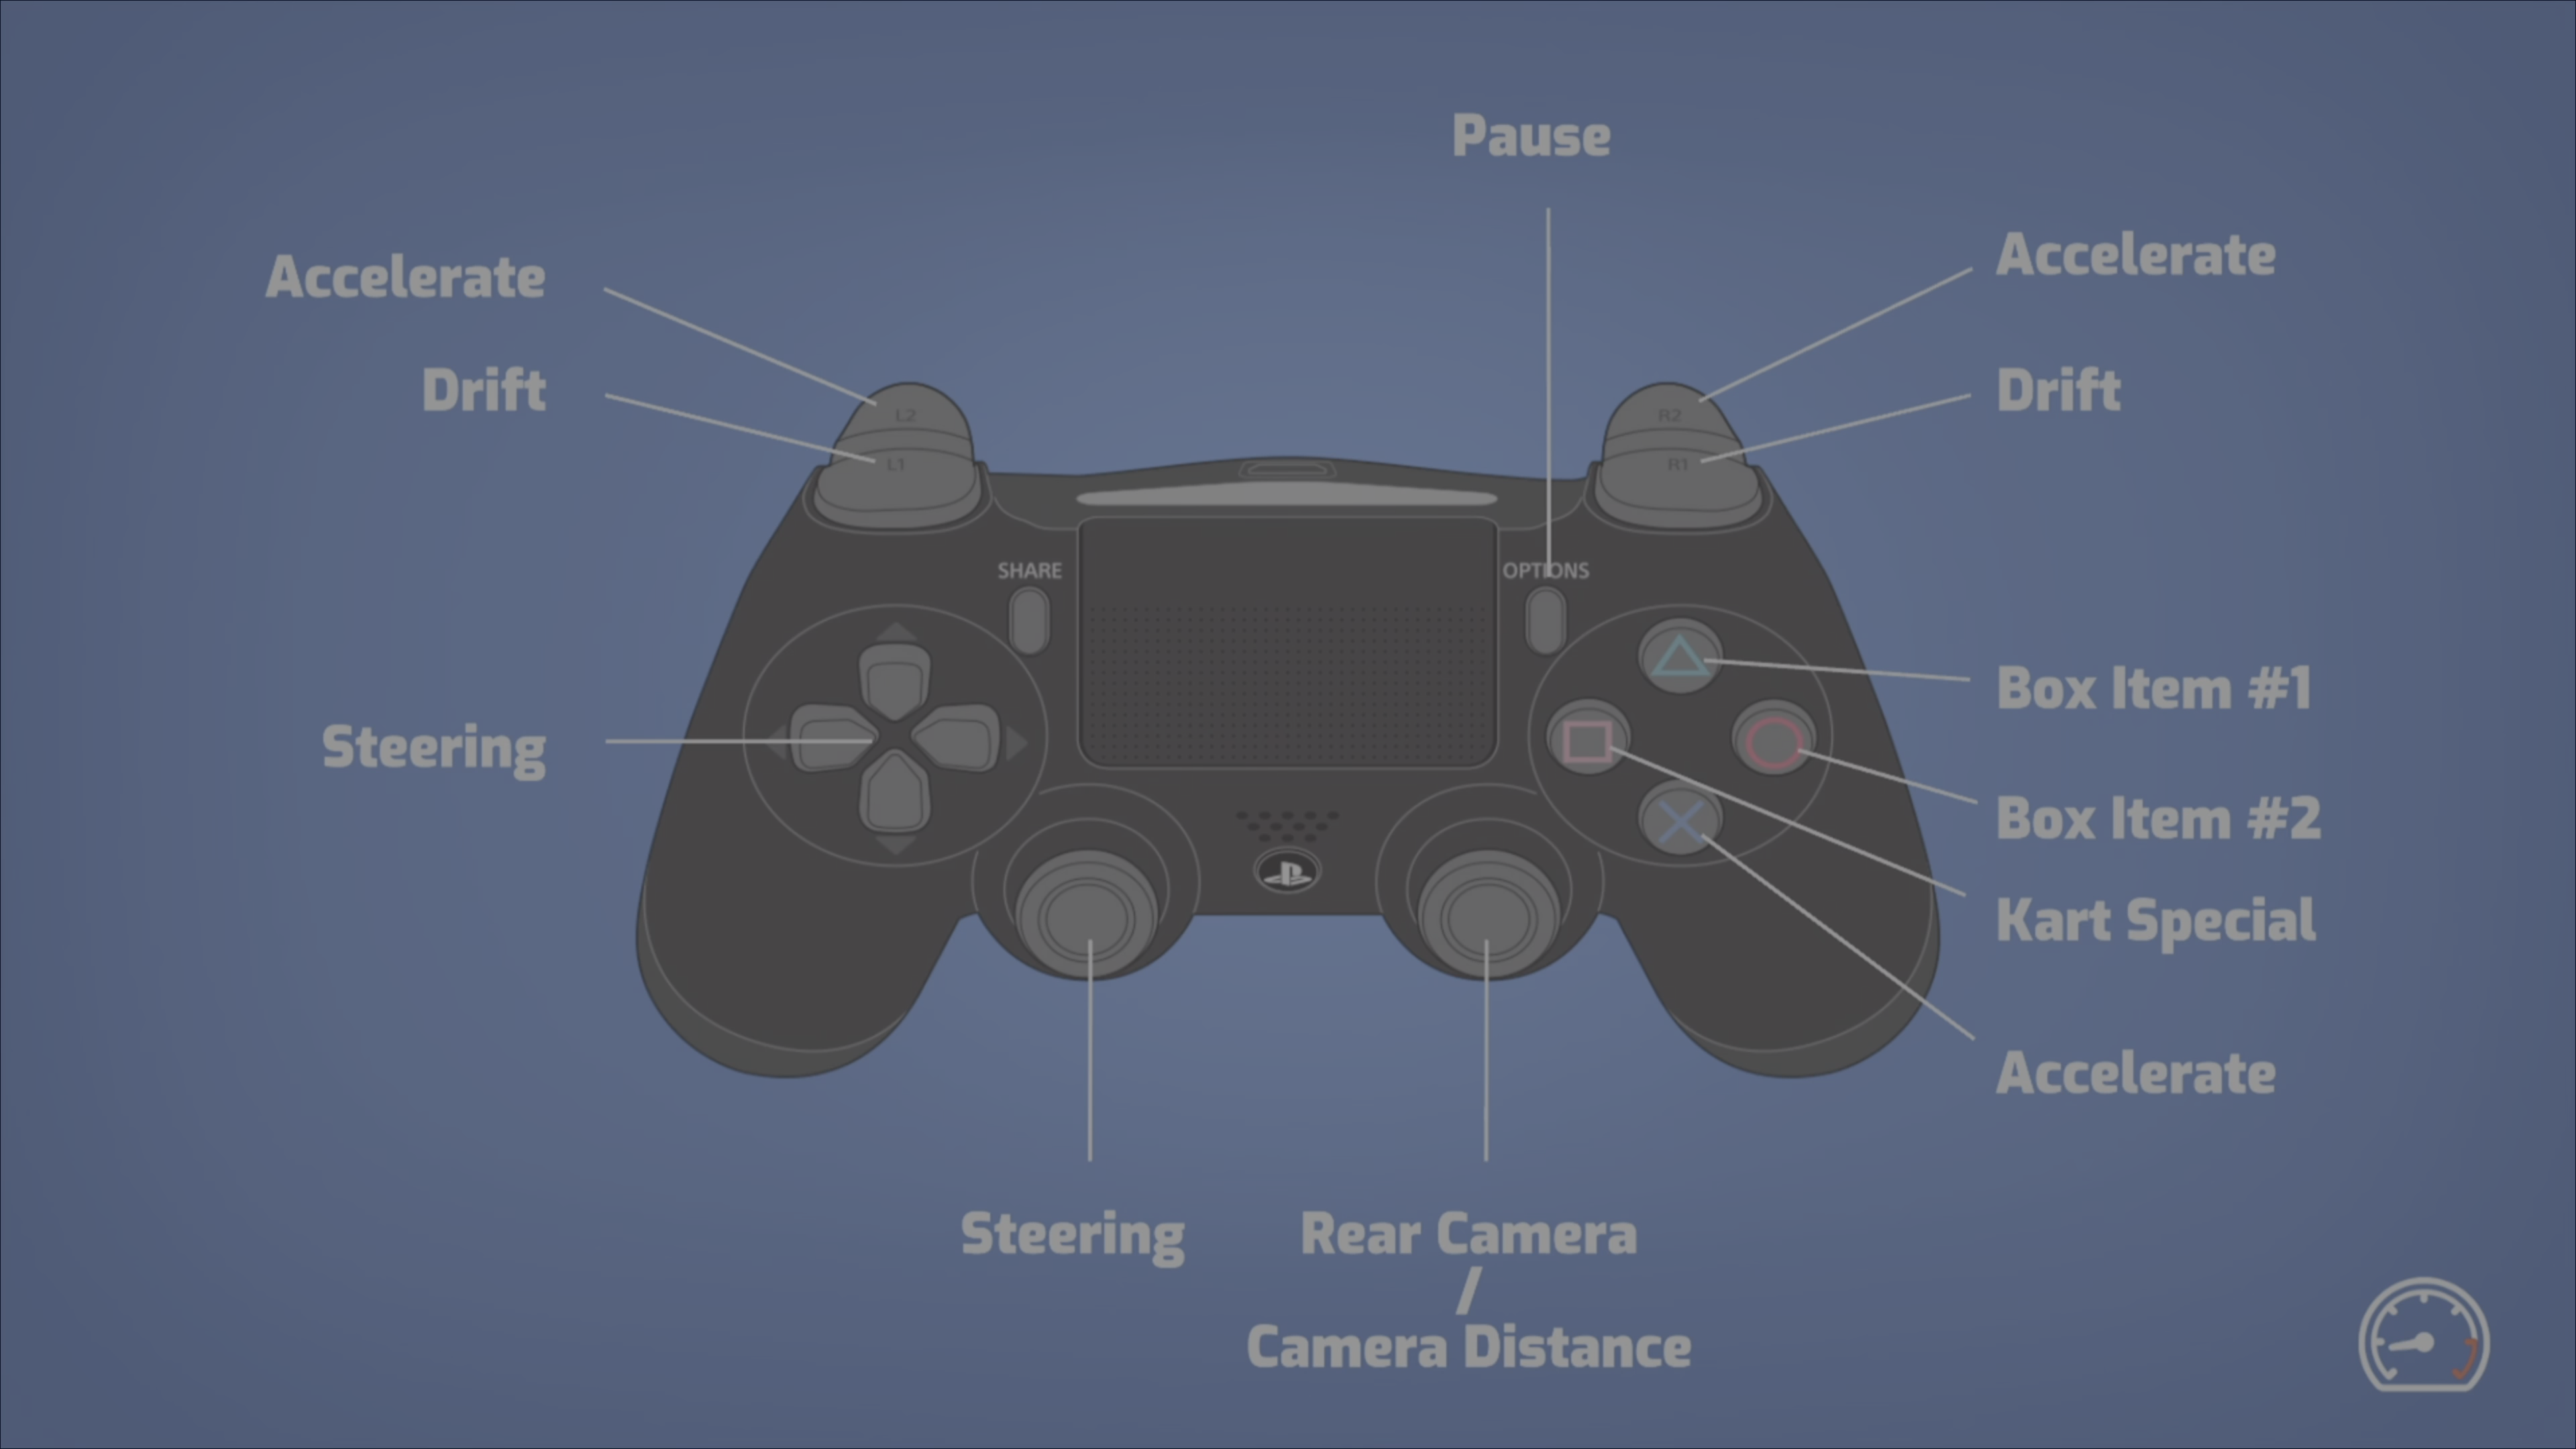 Pause
Accelerate
Accelerate
Drift
Drift
L2
R2
L1
R1
SHARE
OPTIONS
Box Item #1
Steering
Box Item #2
Kart Special
Accelerate
Steering
Rear Camera
/
Camera Distance